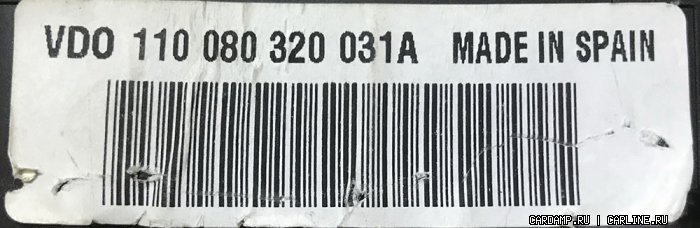 VDO 110 080 320 031A MADE IN SPAIN
CARDAMP.RU | CARLINE.RU